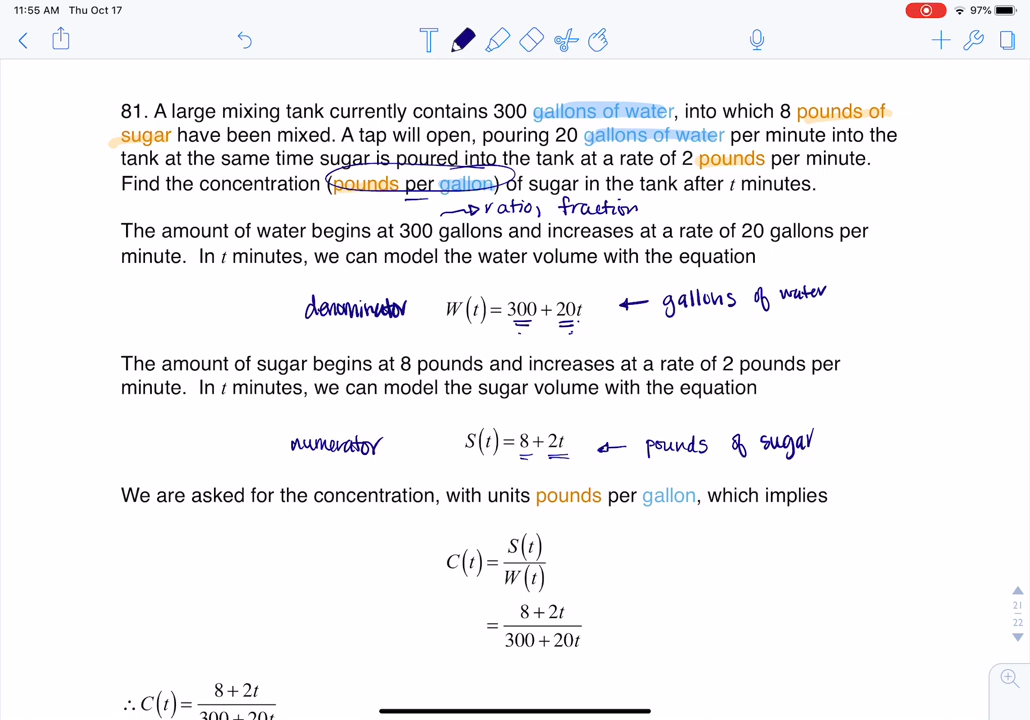 11:55 AM Thu Oct 17
97%
T
81. A large mixing tank currently contains 300 gallons of water, into which 8 pounds of
sugar have been mixed. A tap will open, pouring 20 gallons of water per minute into the
tank at the same time sugar is poured into the tank at a rate of 2 pounds per minute.
Find the concentration (pounds per gallon) of sugar in the tank after t minutes.
ratio, fraction
The amount of water begins at 300 gallons and increases at a rate of 20 gallons per
minute. In t minutes, we can model the water volume with the equation
denominator W(t) = 300 + 20t ← gallons of water
The amount of sugar begins at 8 pounds and increases at a rate of 2 pounds per
minute. In t minutes, we can model the sugar volume with the equation
numerator S(t) = 8 + 2t ← pounds of sugar
We are asked for the concentration, with units pounds per gallon, which implies
C(t) = S(t)/W(t)
= 8 + 2t/300 + 20t
21
22
∴ C(t) = 8 + 2t/300 + 20t